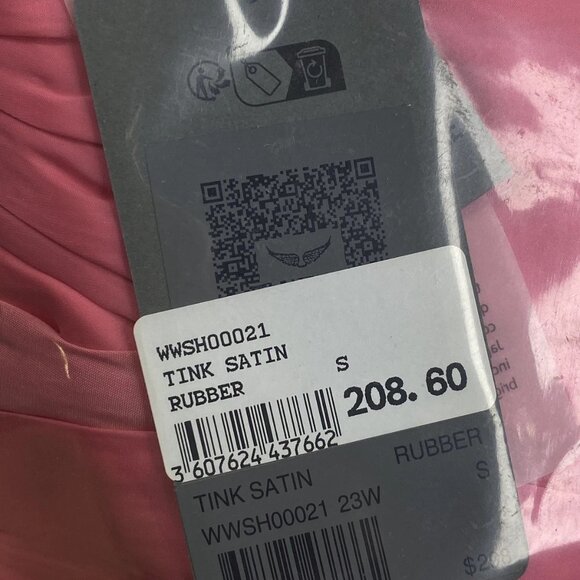 WWSH00021
TINK SATIN
RUBBER S
208.60
3 607624 437662
RUBBER
TINK SATIN S
WWSH00021 23W